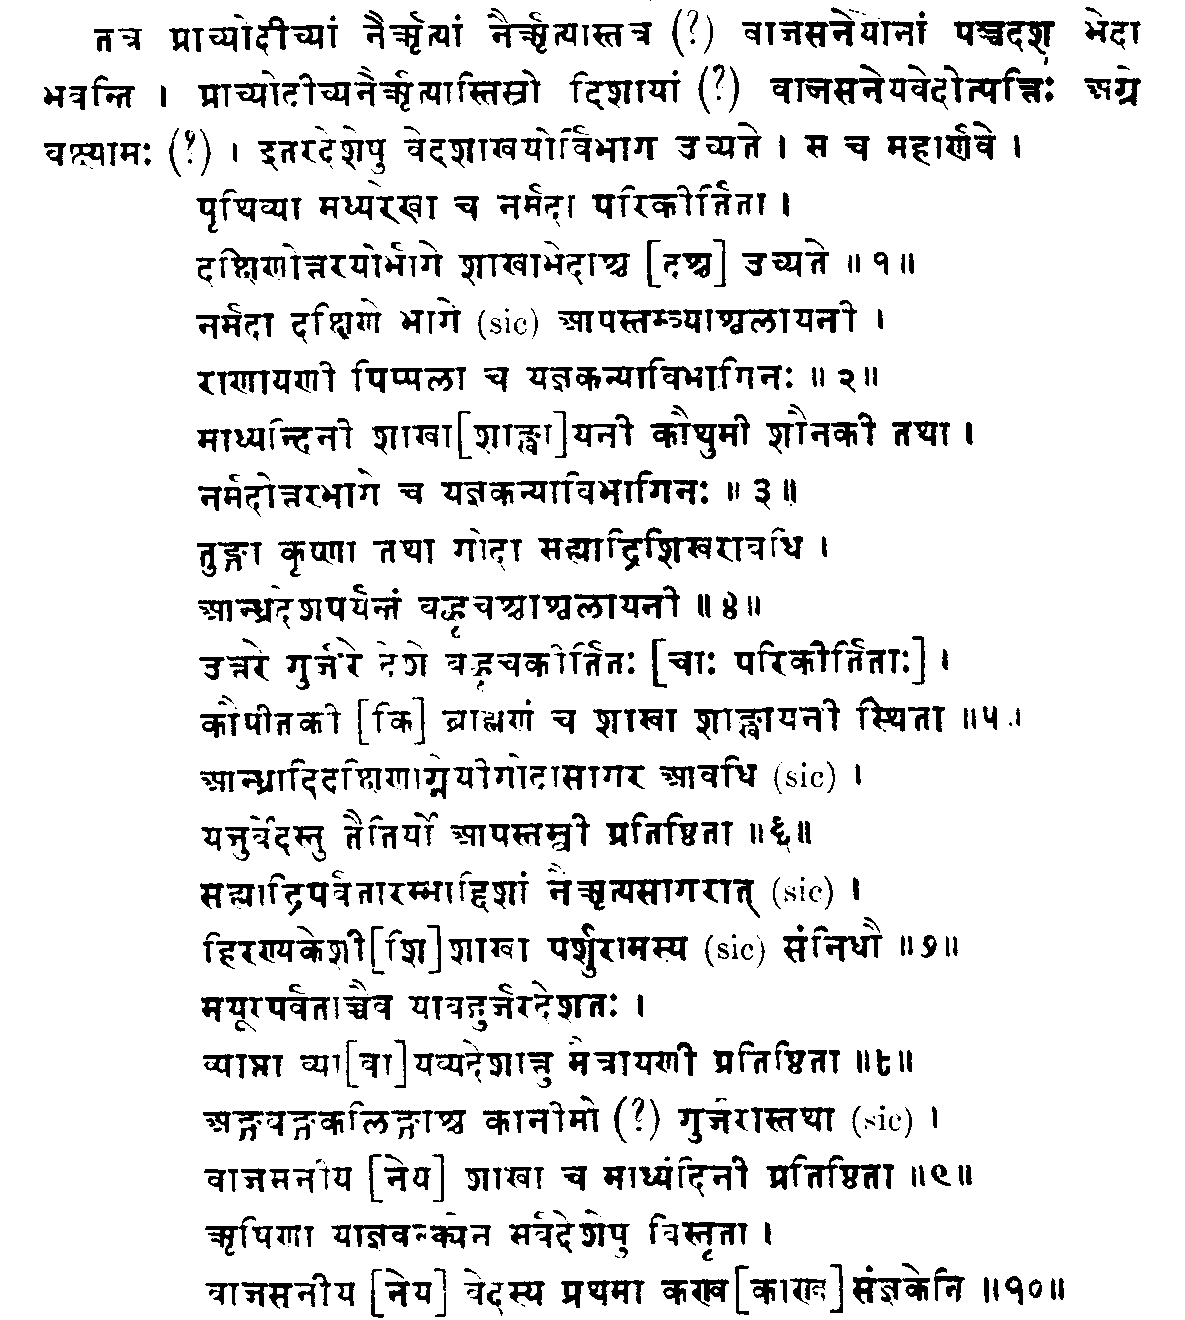 तत्र प्राच्योदीच्यां नैर्ऋत्यां नैर्ऋत्यास्तत्र (?) वाजसनेयानां पञ्चदश भेदा
भवन्ति । प्राच्योदीच्यनैर्ऋत्यास्तिस्रो दिशायां (?) वाजसनेयवेदोत्पत्तिः अग्रे
वक्ष्यामः (?) । इतरदेशेषु वेदशाखयोर्विभाग उच्यते । स च महार्णवे ।
पृथिव्या मध्यरेखा च नर्मदा परिकीर्तिता ।
दक्षिणोत्तरयोर्भागे शाखाभेदाश्च [दश्च] उच्यते ॥ १ ॥
नर्मदा दक्षिणे भागे (sic) आपस्तम्ब्याश्वलायनी ।
राणायणी पिप्पला च यज्ञकन्याविभागिनः ॥ २ ॥
माध्यन्दिनी शाखा[शाङ्खा]यनी कौथुमी शौनकी तथा ।
नर्मदोत्तरभागे च यज्ञकन्याविभागिनः ॥ ३ ॥
तुङ्गा कृष्णा तथा गोदा सह्याद्रिशिखरावधि ।
आन्ध्रदेशपर्यन्तं बह्वृचश्चाश्वलायनी ॥ ४ ॥
उत्तरे गुर्जरे देशे बह्वृचकीर्तितः [चाः परिकीर्तिताः] ।
कौषीतकी [कि] ब्राह्मणं च शाखा शाङ्खायनी स्थिता ॥ ५ ॥
आन्ध्रादिदक्षिणाग्नेयीगोदासागर आवधि (sic) ।
यजुर्वेदस्तु तैतिर्यो आपस्तम्बी प्रतिष्ठिता ॥ ६ ॥
सह्याद्रिपर्वतारम्भाद्दिशां नैर्ऋत्यसागरात् (sic) ।
हिरण्यकेशी[शि]शाखा पर्शुरामस्य (sic) संनिधौ ॥ ७ ॥
मयूरपर्वताच्चैव यावद्गुर्जरदेशतः ।
व्याप्ता व्या[वा]यव्यदेशात्तु मैत्रायणी प्रतिष्ठिता ॥ ८ ॥
अङ्गवङ्गकलिङ्गाश्च कानीमो (?) गुर्जरास्तथा (sic) ।
वाजसनीय [नेय] शाखा च माध्यंदिनी प्रतिष्ठिता ॥ ९ ॥
ऋषिणा याज्ञवल्क्येन सर्वदेशेषु विस्तृता ।
वाजसनीय [नेय] वेदस्य प्रथमा कण्व[काण्व]संज्ञकेति ॥ १० ॥